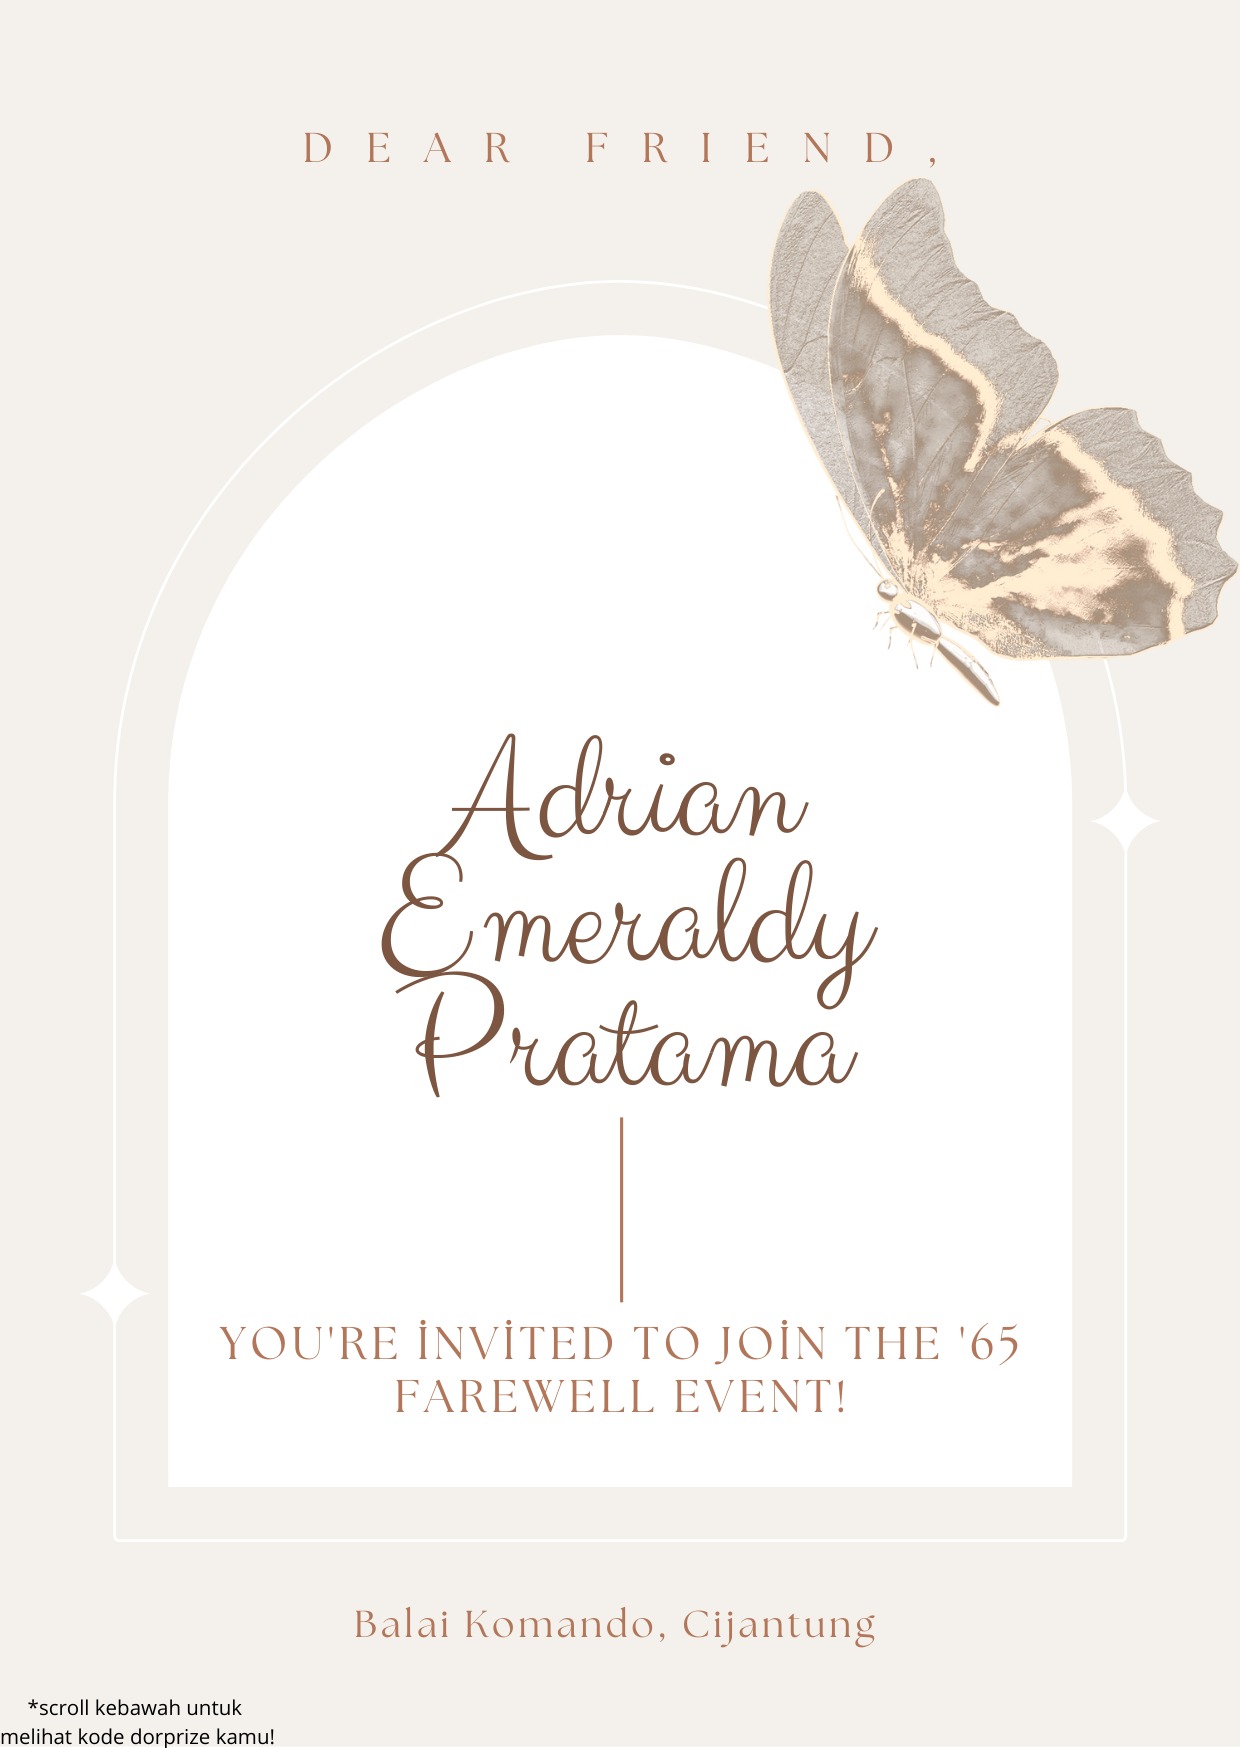 DEAR FRIEND,
Adrian
Emeraldy
Pratama
YOU'RE İNVİTED TO JOİN THE '65
FAREWELL EVENT!
Balai Komando, Cijantung
*scroll kebawah untuk
melihat kode dorprize kamu!